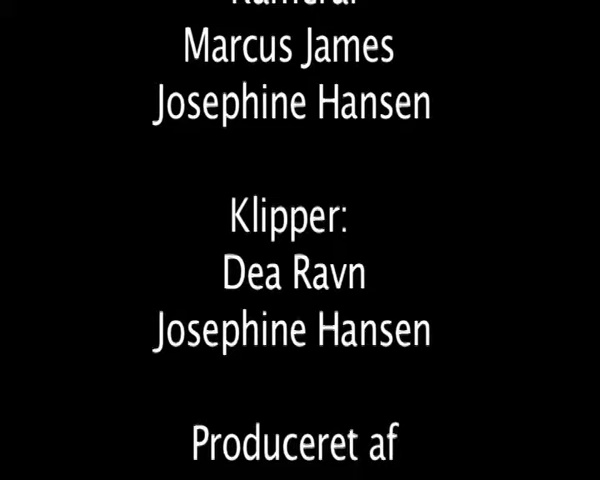 Marcus James
Josephine Hansen
Klipper:
Dea Ravn
Josephine Hansen
Produceret af